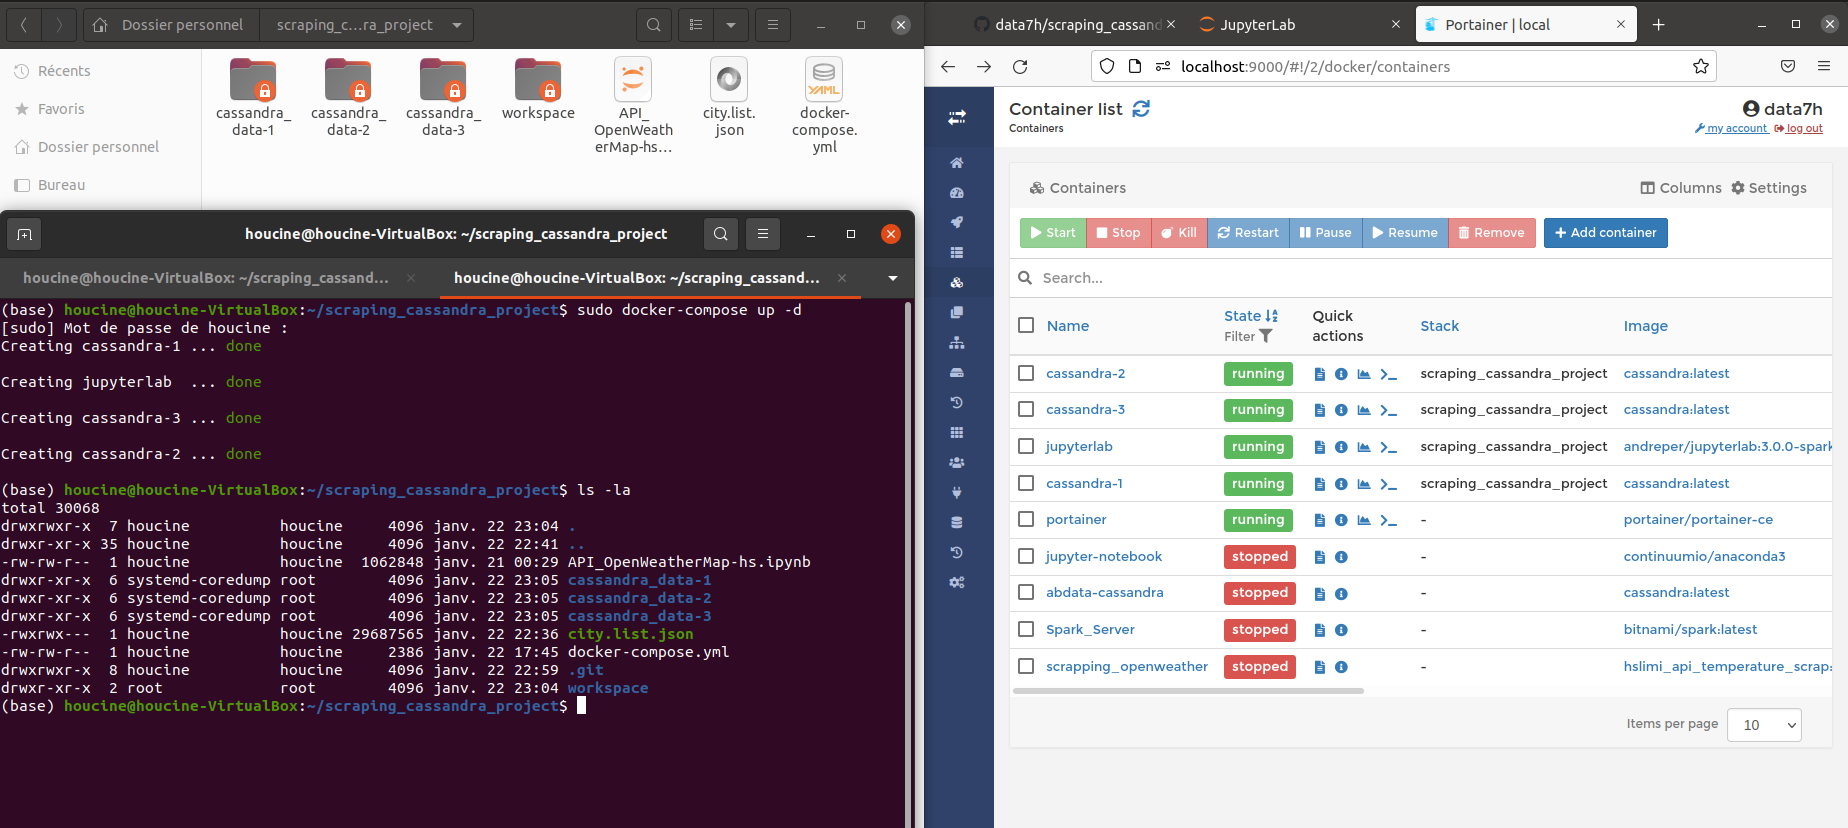 Dossier personnel
scraping_c...ra_project
Récents
Favoris
Dossier personnel
Bureau
cassandra_
data-1
cassandra_
data-2
cassandra_
data-3
workspace
API_
OpenWeath
erMap-hs...
city.list.
json
YAML
docker-
compose.
yml
houcine@houcine-VirtualBox: ~/scraping_cassandra_project
houcine@houcine-VirtualBox: ~/scraping_cassand...
houcine@houcine-VirtualBox: ~/scraping_cassand...
(base) houcine@houcine-VirtualBox:~/scraping_cassandra_project$ sudo docker-compose up -d
[sudo] Mot de passe de houcine :
Creating cassandra-1 ... done
Creating jupyterlab  ... done
Creating cassandra-3 ... done
Creating cassandra-2 ... done
(base) houcine@houcine-VirtualBox:~/scraping_cassandra_project$ ls -la
total 30068
drwxrwxr-x  7 houcine          houcine     4096 janv. 22 23:04 .
drwxr-xr-x 35 houcine          houcine     4096 janv. 22 22:41 ..
-rw-rw-r--  1 houcine          houcine  1062848 janv. 21 00:29 API_OpenWeatherMap-hs.ipynb
drwxr-xr-x  6 systemd-coredump root        4096 janv. 22 23:05 cassandra_data-1
drwxr-xr-x  6 systemd-coredump root        4096 janv. 22 23:05 cassandra_data-2
drwxr-xr-x  6 systemd-coredump root        4096 janv. 22 23:05 cassandra_data-3
-rwxrwx---  1 houcine          houcine 29687565 janv. 22 22:36 city.list.json
-rw-rw-r--  1 houcine          houcine     2386 janv. 22 17:45 docker-compose.yml
drwxrwxr-x  8 houcine          houcine     4096 janv. 22 22:59 .git
drwxr-xr-x  2 root             root        4096 janv. 22 23:04 workspace
(base) houcine@houcine-VirtualBox:~/scraping_cassandra_project$
data7h/scraping_cassand
JupyterLab
Portainer | local
localhost:9000/#!/2/docker/containers
Container list
Containers
data7h
my account
log out
Containers
Columns
Settings
Start
Stop
Kill
Restart
Pause
Resume
Remove
Add container
Search...
Name
State
Filter
Quick
actions
Stack
Image
cassandra-2 running scraping_cassandra_project cassandra:latest
cassandra-3 running scraping_cassandra_project cassandra:latest
jupyterlab running scraping_cassandra_project andreper/jupyterlab:3.0.0-spark
cassandra-1 running scraping_cassandra_project cassandra:latest
portainer running - portainer/portainer-ce
jupyter-notebook stopped - continuumio/anaconda3
abdata-cassandra stopped - cassandra:latest
Spark_Server stopped - bitnami/spark:latest
scrapping_openweather stopped - hslimi_api_temperature_scrap:
Items per page
10